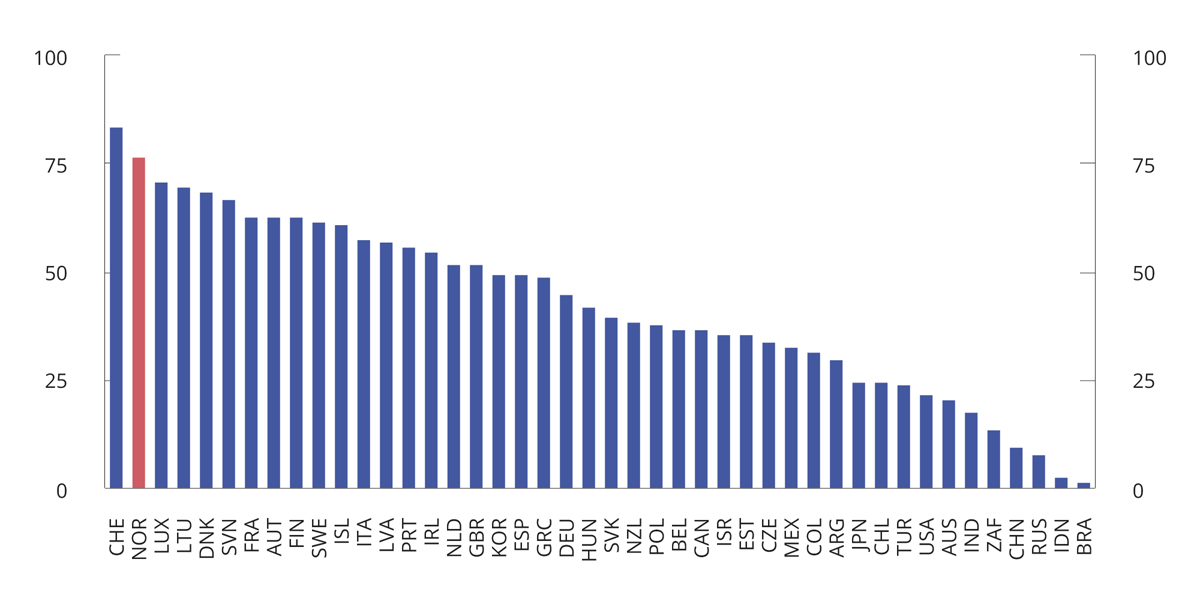 100
75
50
25
0
100
75
50
25
0
CHE
NOR
LUX
LTU
DNK
SVN
FRA
AUT
FIN
SWE
ISL
ITA
LVA
PRT
IRL
NLD
GBR
KOR
ESP
GRC
DEU
HUN
SVK
NZL
POL
BEL
CAN
ISR
EST
CZE
MEX
COL
ARG
JPN
CHL
TUR
USA
AUS
IND
ZAF
CHN
RUS
IDN
BRA